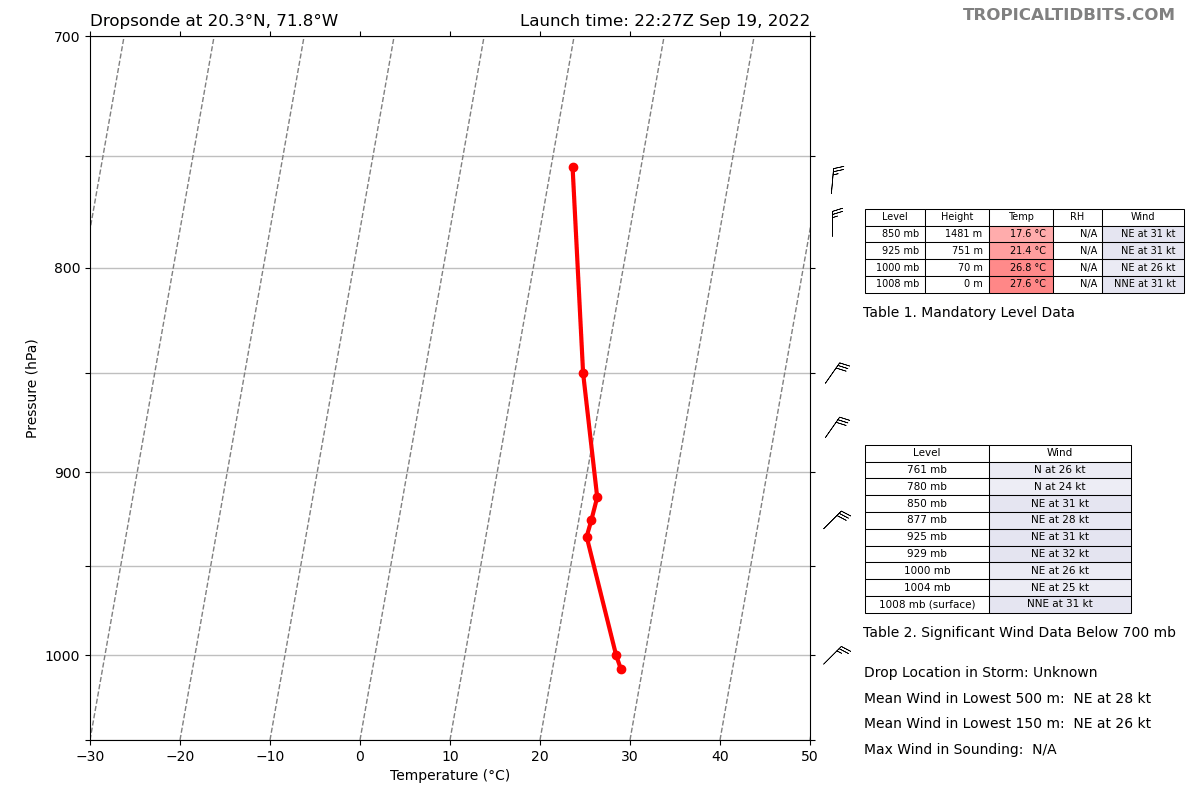 Dropsonde at 20.3°N, 71.8°W
Launch time: 22:27Z Sep 19, 2022
TROPICALTIDBITS.COM
700
800
900
1000
Pressure (hPa)
−30 −20 −10 0 10 20 30 40 50
Temperature (°C)
Level Height Temp RH Wind
850 mb 1481 m 17.6 °C N/A NE at 31 kt
925 mb 751 m 21.4 °C N/A NE at 31 kt
1000 mb 70 m 26.8 °C N/A NE at 26 kt
1008 mb 0 m 27.6 °C N/A NNE at 31 kt
Table 1. Mandatory Level Data
Level Wind
761 mb N at 26 kt
780 mb N at 24 kt
850 mb NE at 31 kt
877 mb NE at 28 kt
925 mb NE at 31 kt
929 mb NE at 32 kt
1000 mb NE at 26 kt
1004 mb NE at 25 kt
1008 mb (surface) NNE at 31 kt
Table 2. Significant Wind Data Below 700 mb
Drop Location in Storm: Unknown
Mean Wind in Lowest 500 m: NE at 28 kt
Mean Wind in Lowest 150 m: NE at 26 kt
Max Wind in Sounding: N/A